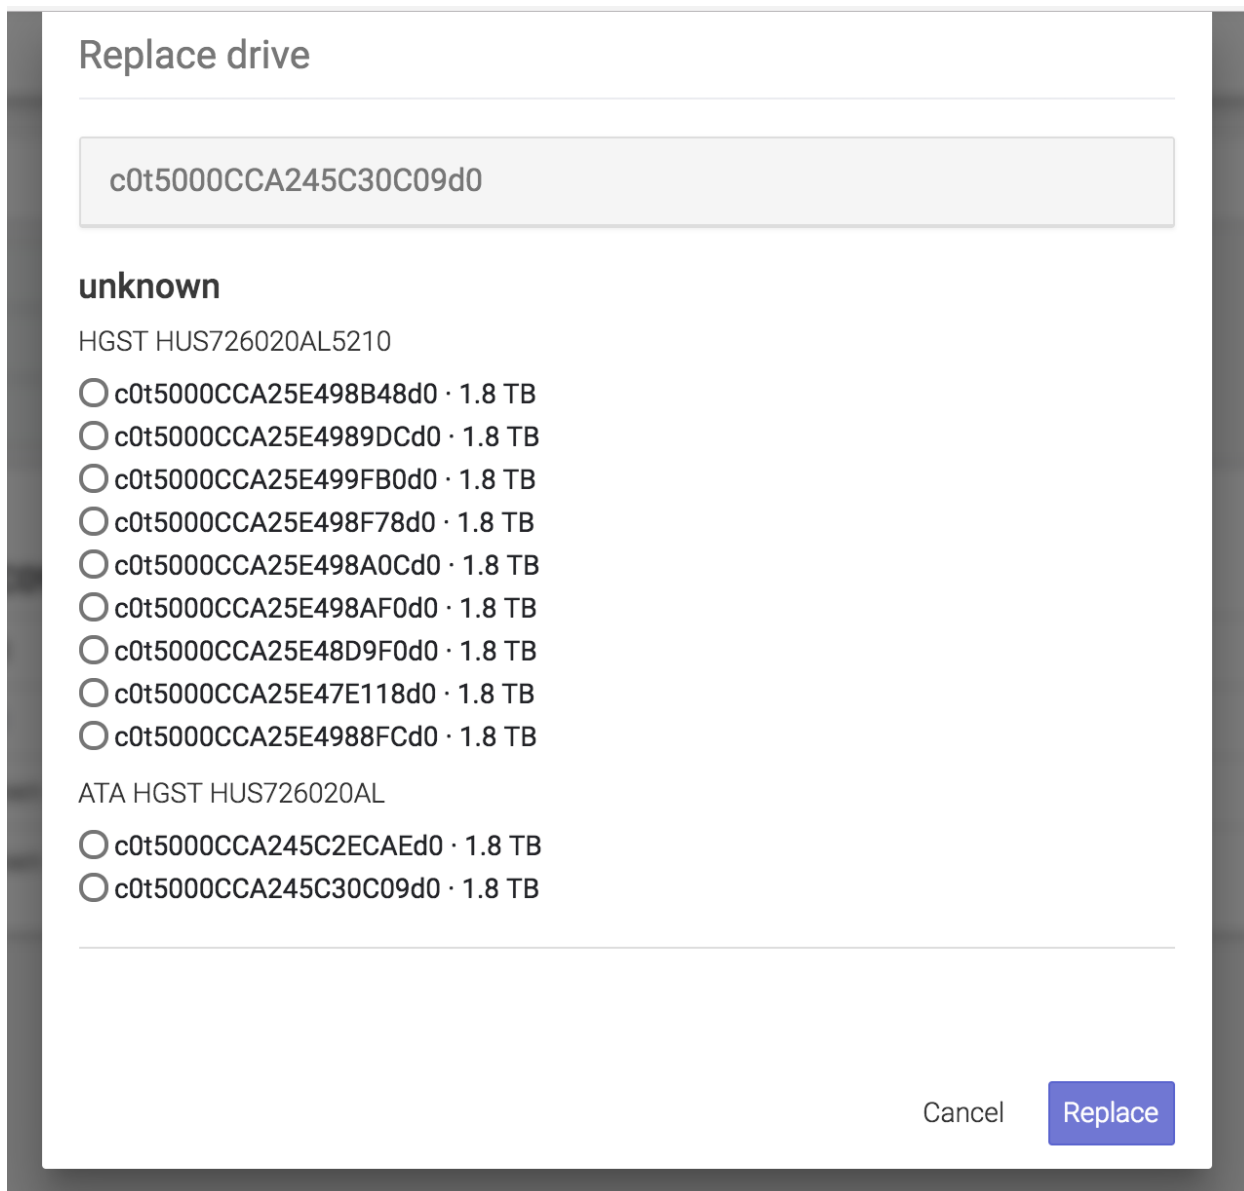 Replace drive
c0t5000CCA245C30C09d0
unknown
HGST HUS726020AL5210
c0t5000CCA25E498B48d0 · 1.8 TB
c0t5000CCA25E4989DCd0 · 1.8 TB
c0t5000CCA25E499FB0d0 · 1.8 TB
c0t5000CCA25E498F78d0 · 1.8 TB
c0t5000CCA25E498A0Cd0 · 1.8 TB
c0t5000CCA25E498AF0d0 · 1.8 TB
c0t5000CCA25E48D9F0d0 · 1.8 TB
c0t5000CCA25E47E118d0 · 1.8 TB
c0t5000CCA25E4988FCd0 · 1.8 TB
ATA HGST HUS726020AL
c0t5000CCA245C2ECAEd0 · 1.8 TB
c0t5000CCA245C30C09d0 · 1.8 TB
Cancel Replace